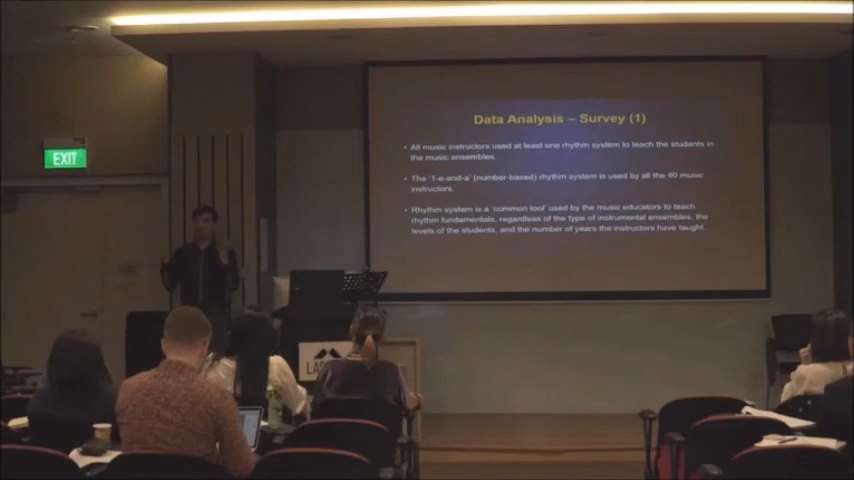 EXIT
Data Analysis – Survey (1)
• All music instructors used at least one rhythm system to teach the students in
the music ensembles.
• The '1-e-and-a' (number-based) rhythm system is used by all the 40 music
instructors.
• Rhythm system is a 'common tool' used by the music educators to teach
rhythm fundamentals, regardless of the type of instrumental ensembles, the
levels of the students, and the number of years the instructors have taught.